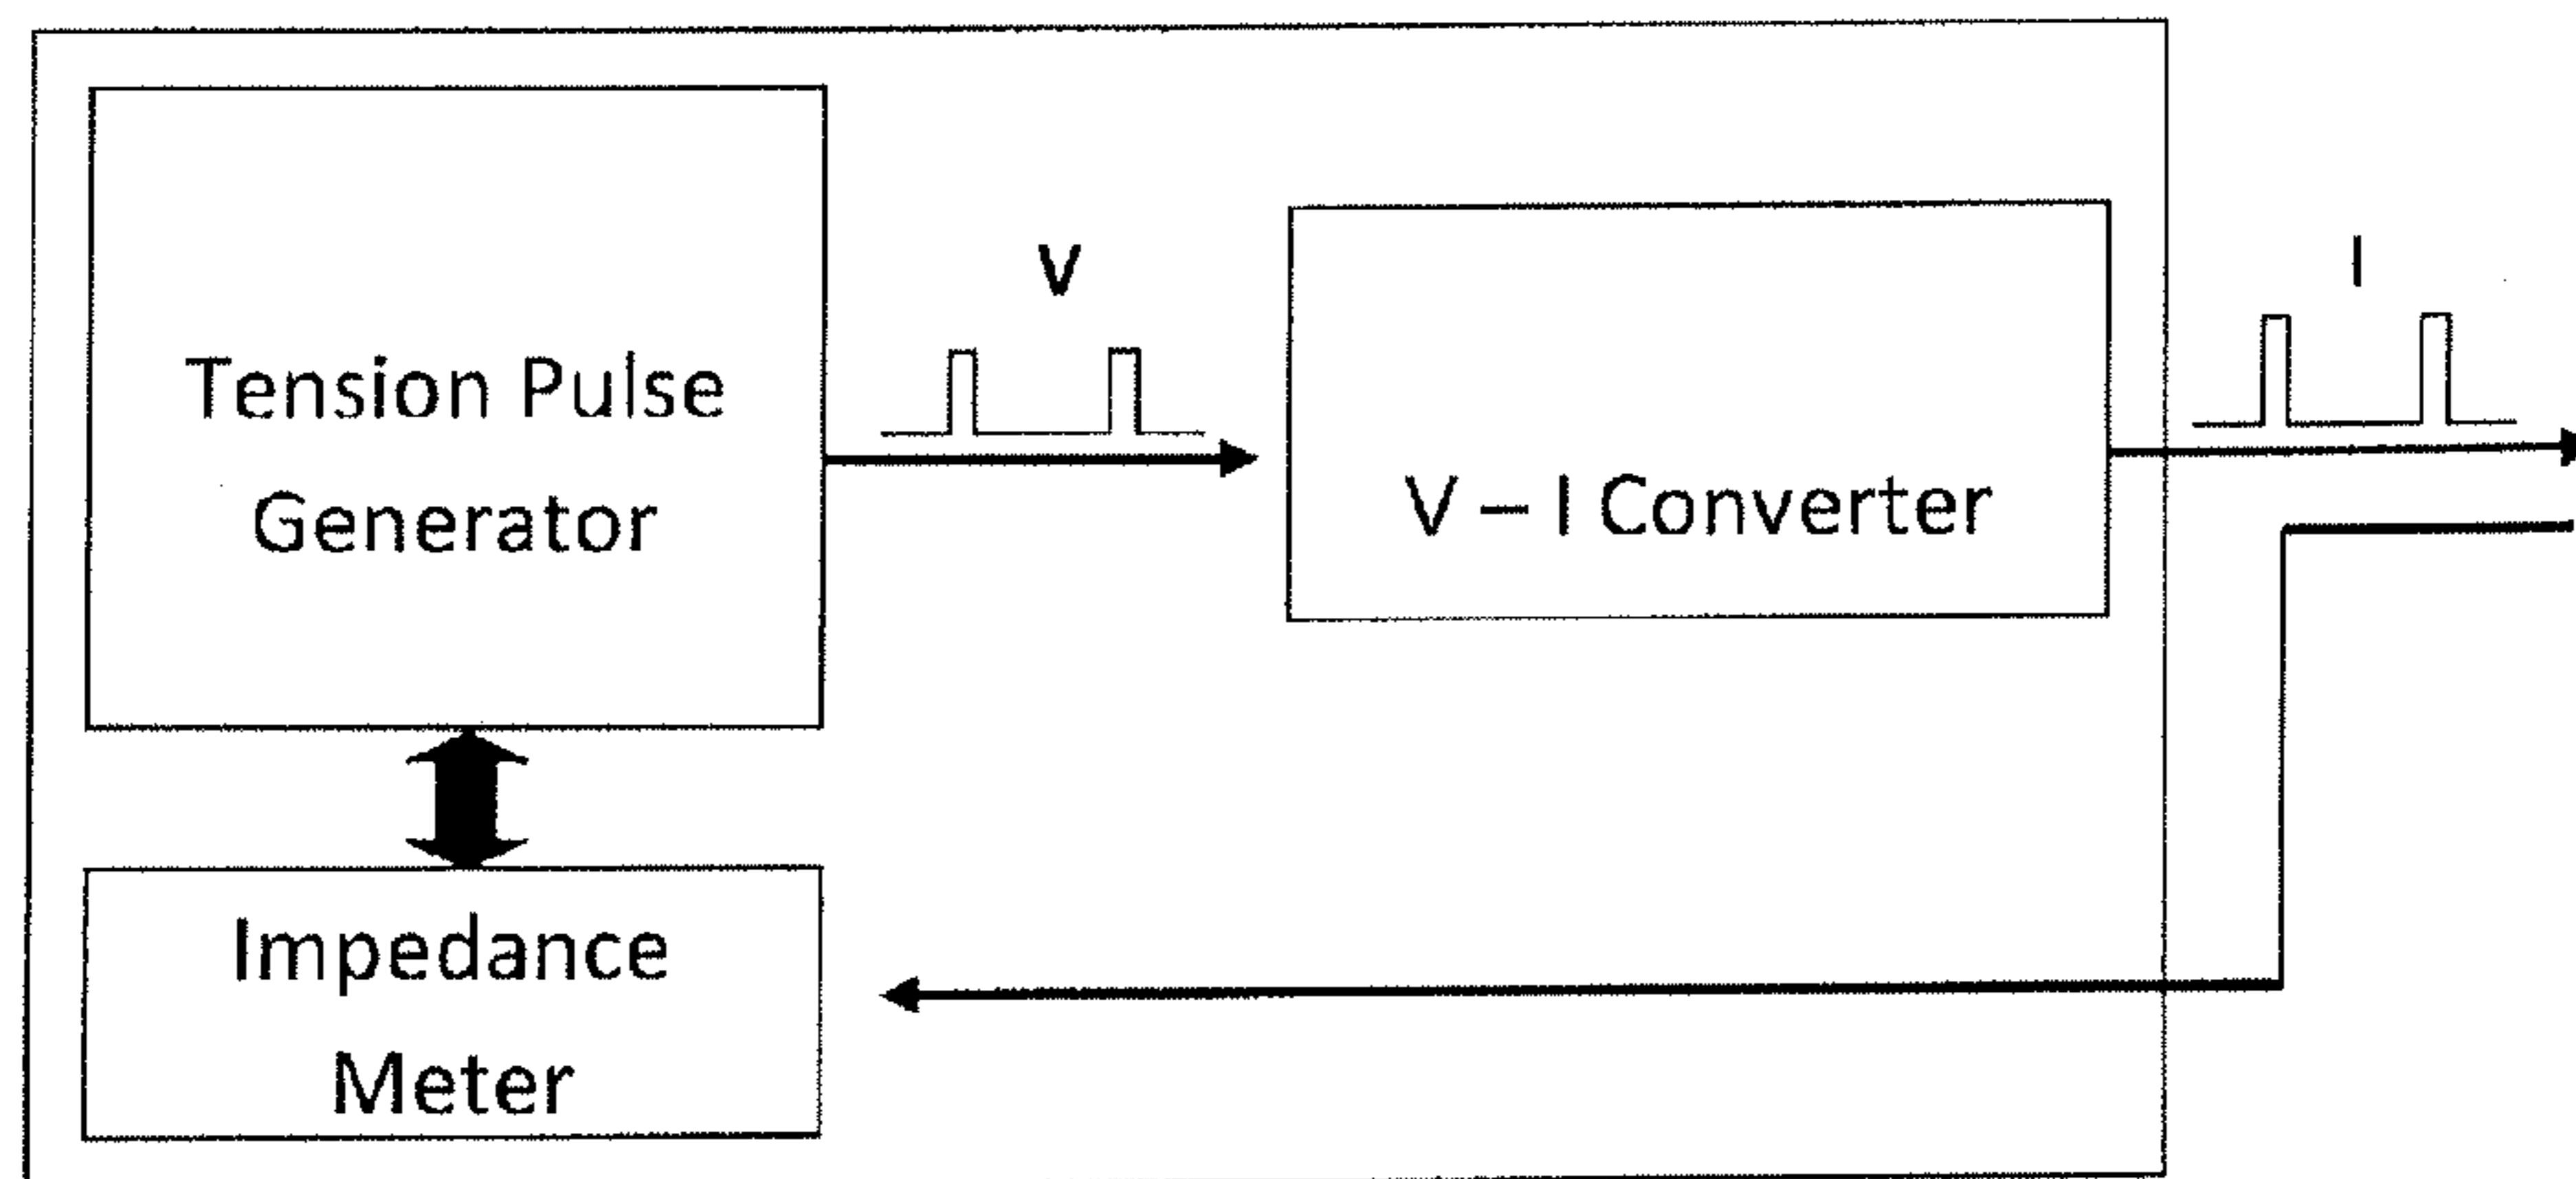 Tension Pulse
Generator
V
V – I Converter
I
Impedance
Meter